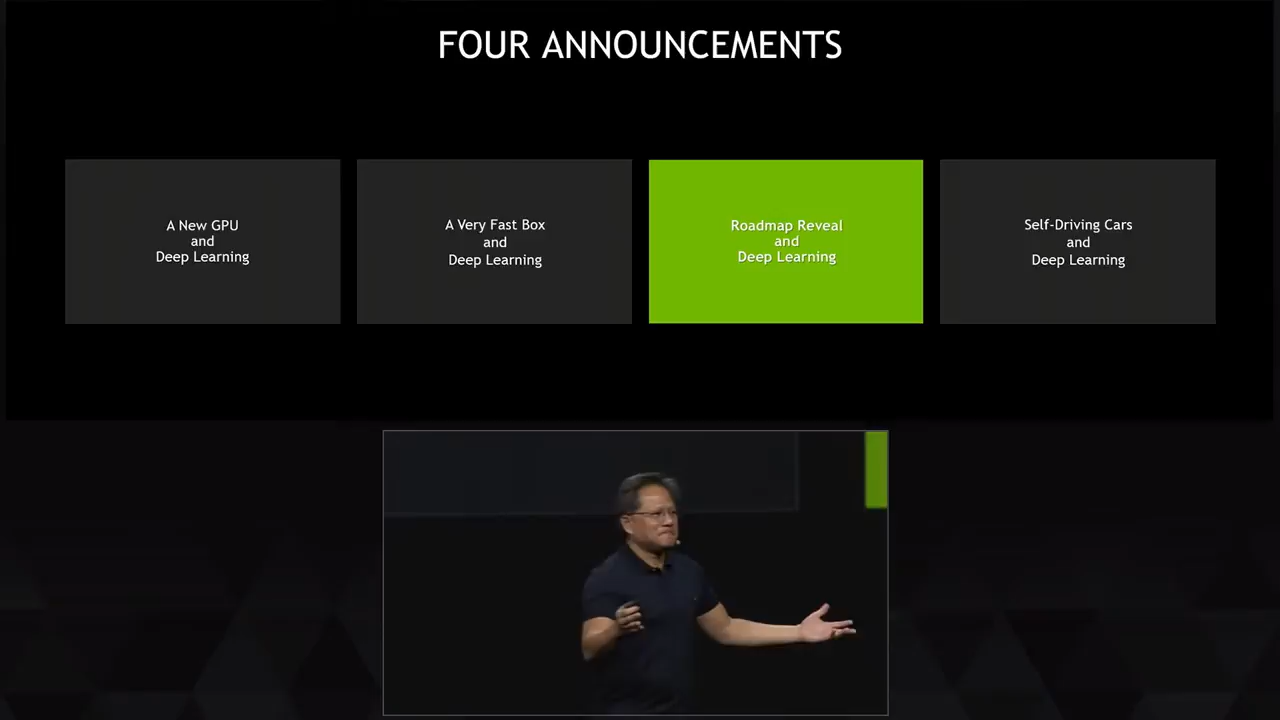 FOUR ANNOUNCEMENTS
A New GPU
and
Deep Learning
A Very Fast Box
and
Deep Learning
Roadmap Reveal
and
Deep Learning
Self-Driving Cars
and
Deep Learning